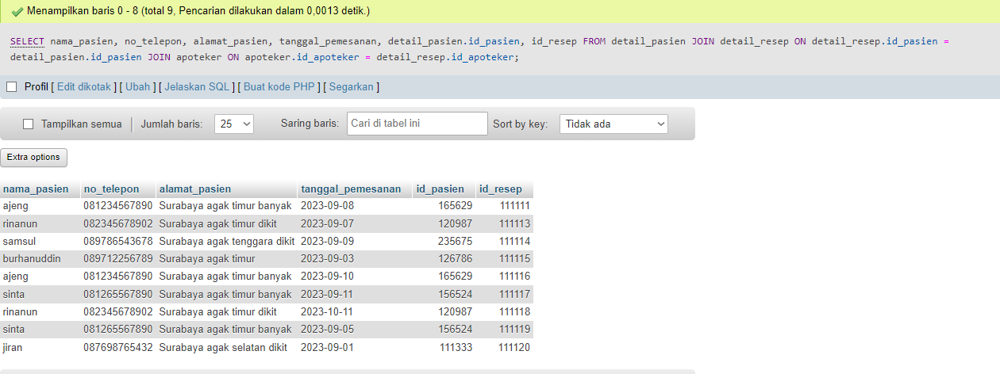 Menampilkan baris 0 - 8 (total 9, Pencarian dilakukan dalam 0,0013 detik.)
SELECT nama_pasien, no_telepon, alamat_pasien, tanggal_pemesanan, detail_pasien.id_pasien, id_resep FROM detail_pasien JOIN detail_resep ON detail_resep.id_pasien =
detail_pasien.id_pasien JOIN apoteker ON apoteker.id_apoteker = detail_resep.id_apoteker;
Profil [ Edit dikotak ] [ Ubah ] [ Jelaskan SQL ] [ Buat kode PHP ] [ Segarkan ]
Tampilkan semua Jumlah baris: 25 Saring baris: Cari di tabel ini Sort by key: Tidak ada
Extra options
nama_pasien no_telepon alamat_pasien tanggal_pemesanan id_pasien id_resep
ajeng 081234567890 Surabaya agak timur banyak 2023-09-08 165629 111111
rinanun 082345678902 Surabaya agak timur dikit 2023-09-07 120987 111113
samsul 089786543678 Surabaya agak tenggara dikit 2023-09-09 235675 111114
burhanuddin 089712256789 Surabaya agak timur 2023-09-03 126786 111115
ajeng 081234567890 Surabaya agak timur banyak 2023-09-10 165629 111116
sinta 081265567890 Surabaya agak timur banyak 2023-09-11 156524 111117
rinanun 082345678902 Surabaya agak timur dikit 2023-10-11 120987 111118
sinta 081265567890 Surabaya agak timur banyak 2023-09-05 156524 111119
jiran 087698765432 Surabaya agak selatan dikit 2023-09-01 111333 111120